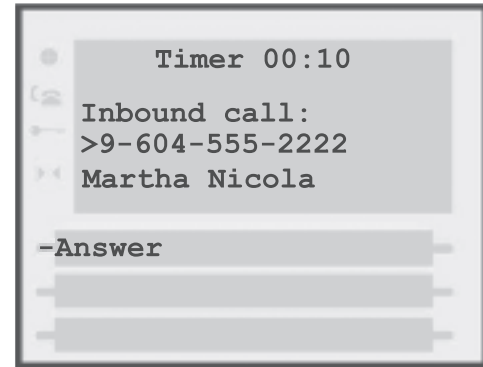 Timer 00:10
Inbound call:
>9-604-555-2222
Martha Nicola
-Answer